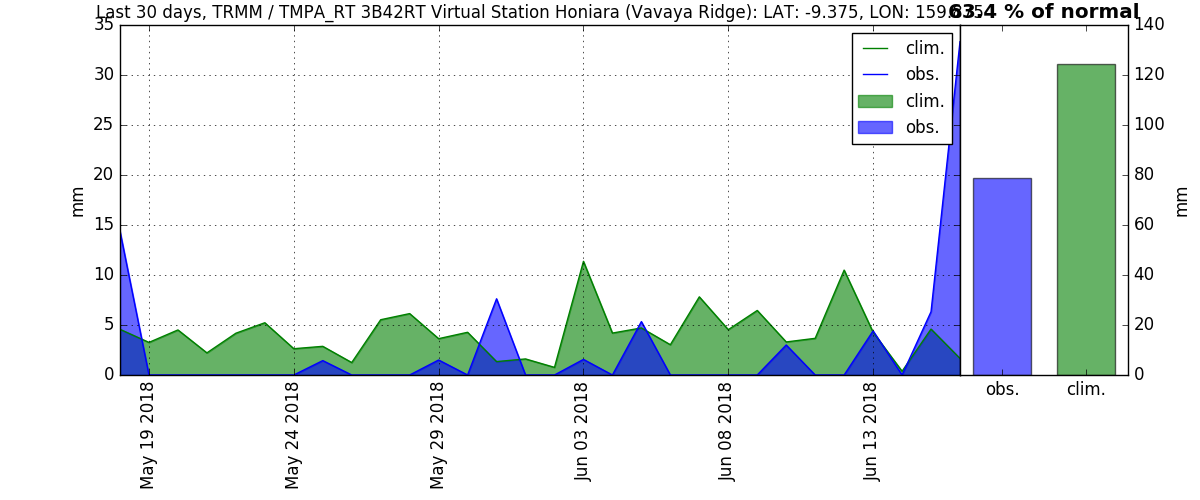 Last 30 days, TRMM / TMPA_RT 3B42RT Virtual Station Honiara (Vavaya Ridge): LAT: -9.375, LON: 159.
63.4 % of normal
35
30
25
20
15
10
5
0
mm
clim.
obs.
clim.
obs.
May 19 2018
May 24 2018
May 29 2018
Jun 03 2018
Jun 08 2018
Jun 13 2018
140
120
100
80
60
40
20
0
mm
obs.
clim.